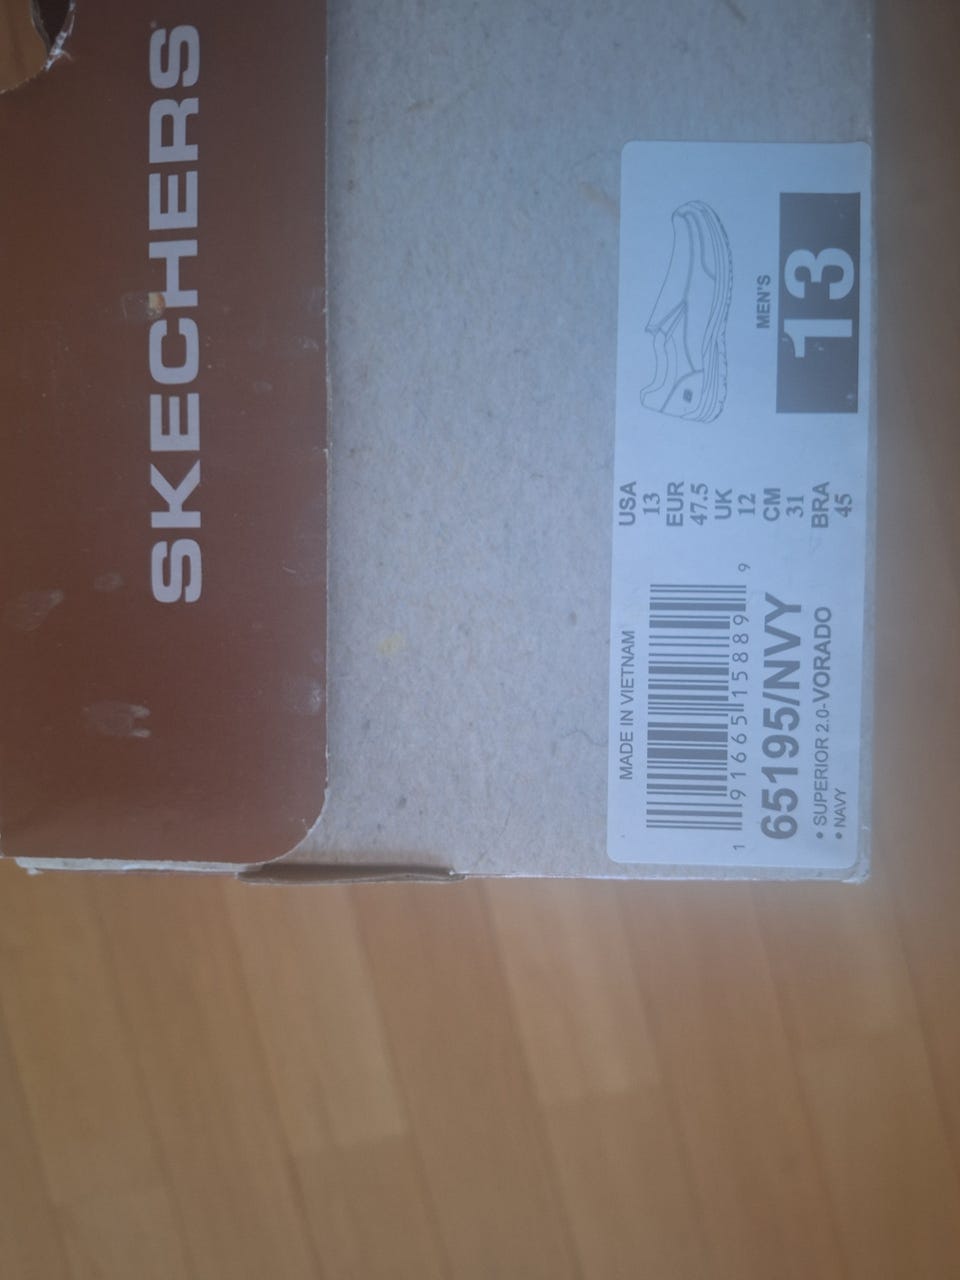 SKECHERS
MADE IN VIETNAM
1 91665 15889 9
65195/NVY
• SUPERIOR 2.0-VORADO
• NAVY
USA
13
EUR
47.5
UK
12
CM
31
BRA
45
MEN'S
13